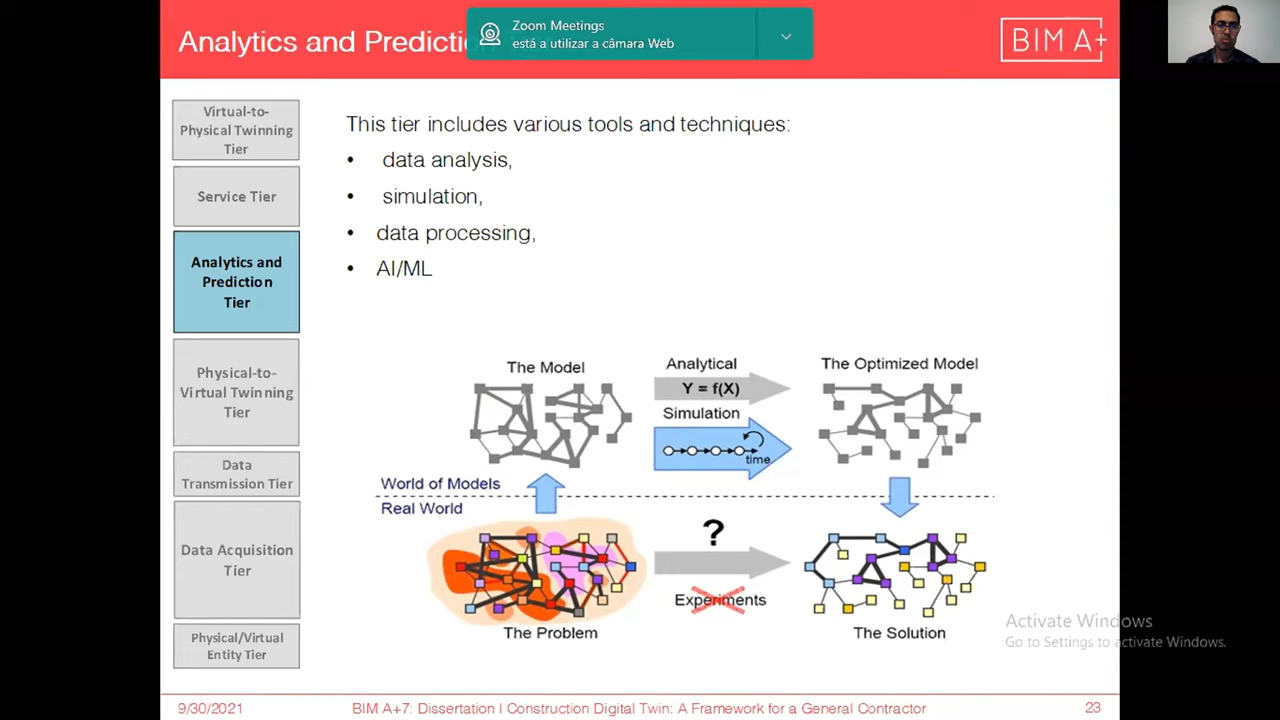 Analytics and Predictio
Zoom Meetings
está a utilizar a câmara Web
BIM A+
Virtual-to-
Physical Twinning
Tier
Service Tier
Analytics and
Prediction
Tier
Physical-to-
Virtual Twinning
Tier
Data
Transmission Tier
Data Acquisition
Tier
Physical/Virtual
Entity Tier
This tier includes various tools and techniques:
• data analysis,
• simulation,
• data processing,
• AI/ML
The Model
Analytical
Y = f(X)
Simulation
time
The Optimized Model
World of Models
Real World
?
Experiments
The Problem
The Solution
Activate Windows
Go to Settings to activate Windows.
9/30/2021
BIM A+7: Dissertation I Construction Digital Twin: A Framework for a General Contractor
23